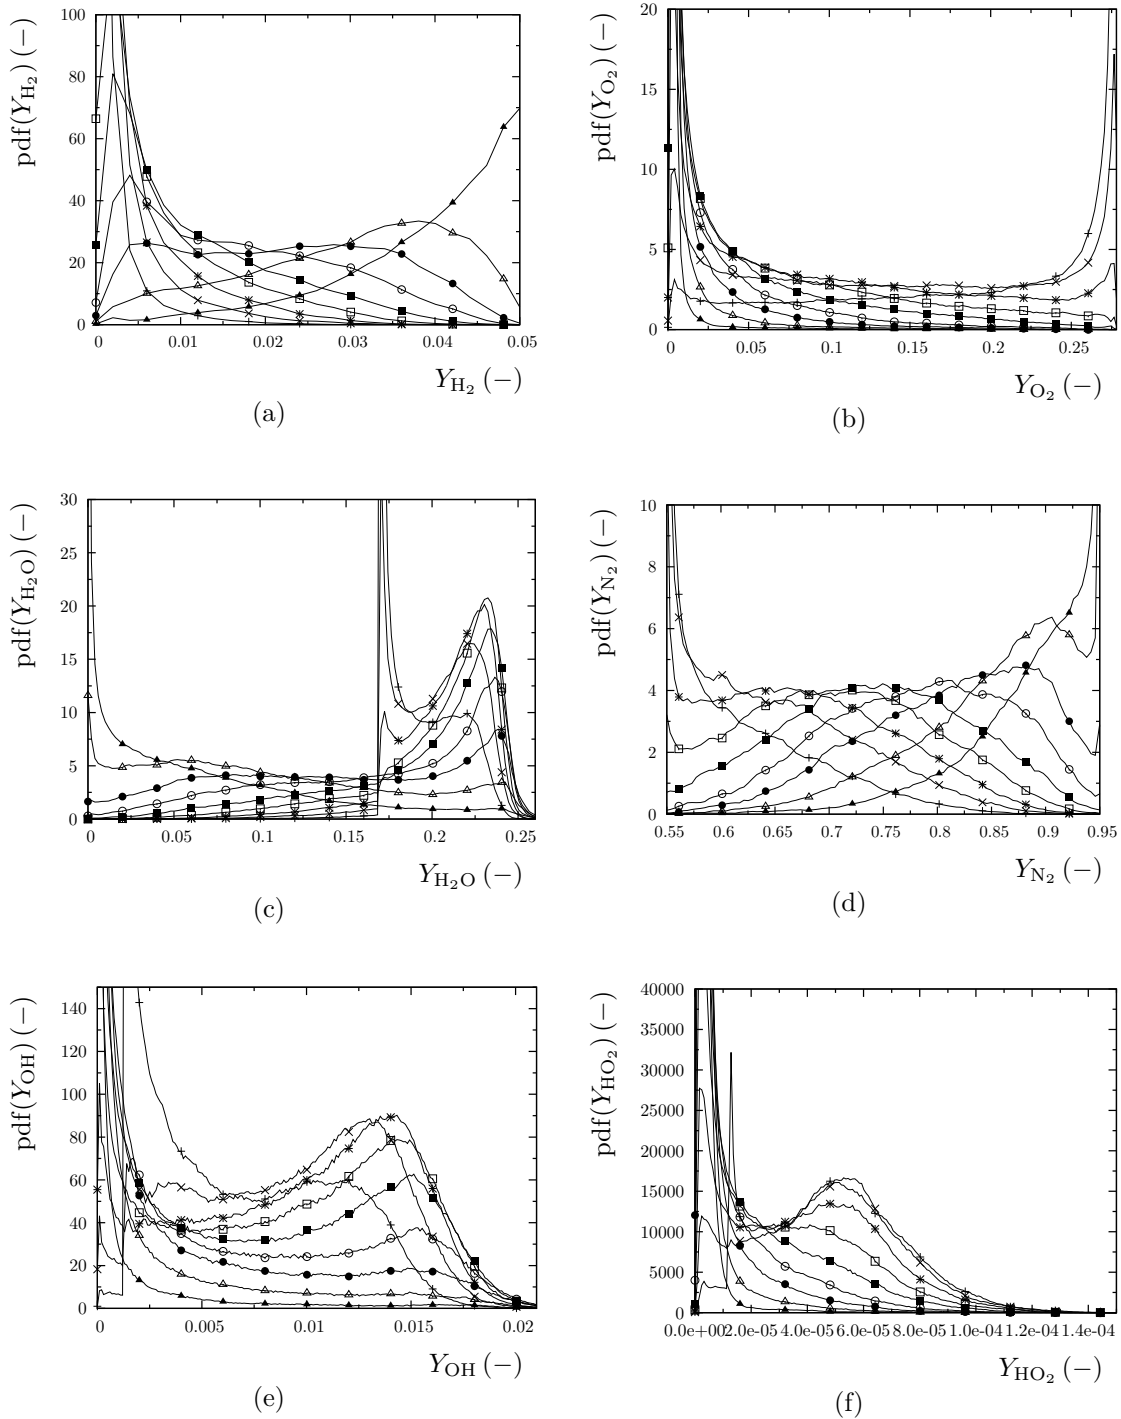 pdf(Y_H₂) (−)
100
80
60
40
20
0
0 0.01 0.02 0.03 0.04 0.05
Y_H₂ (−)
(a)
pdf(Y_O₂) (−)
20
15
10
5
0
0 0.05 0.1 0.15 0.2 0.25
Y_O₂ (−)
(b)
pdf(Y_H₂O) (−)
30
25
20
15
10
5
0
0 0.05 0.1 0.15 0.2 0.25
Y_H₂O (−)
(c)
pdf(Y_N₂) (−)
10
8
6
4
2
0
0.55 0.6 0.65 0.7 0.75 0.8 0.85 0.9 0.95
Y_N₂ (−)
(d)
pdf(Y_OH) (−)
140
120
100
80
60
40
20
0
0 0.005 0.01 0.015 0.02
Y_OH (−)
(e)
pdf(Y_HO₂) (−)
40000
35000
30000
25000
20000
15000
10000
5000
0
0.0e+00 2.0e-05 4.0e-05 6.0e-05 8.0e-05 1.0e-04 1.2e-04 1.4e-04
Y_HO₂ (−)
(f)